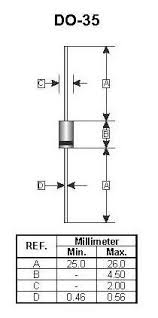 DO-35
C
A
B
D
A
REF. Millimeter
Min. Max.
A 25.0 26.0
B - 4.50
C - 2.00
D 0.46 0.56